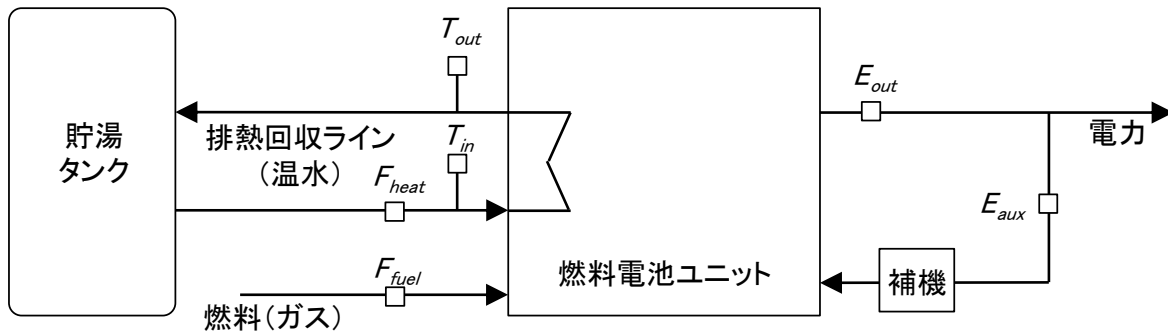 T_out
E_out
貯湯
タンク
排熱回収ライン
（温水）
T_in
電力
F_heat
E_aux
F_fuel
燃料電池ユニット
補機
燃料（ガス）